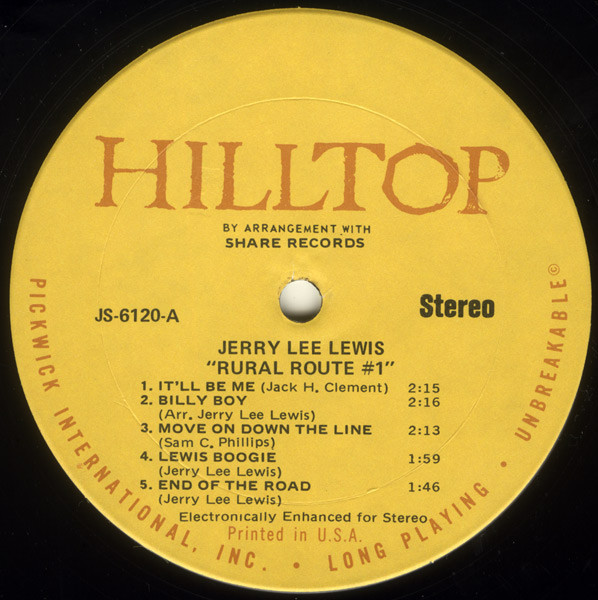 HILLTOP
BY ARRANGEMENT WITH
SHARE RECORDS
JS-6120-A
Stereo
JERRY LEE LEWIS
"RURAL ROUTE #1"
1. IT'LL BE ME (Jack H. Clement) 2:15
2. BILLY BOY 2:16
(Arr. Jerry Lee Lewis)
3. MOVE ON DOWN THE LINE 2:13
(Sam C. Phillips)
4. LEWIS BOOGIE 1:59
(Jerry Lee Lewis)
5. END OF THE ROAD 1:46
(Jerry Lee Lewis)
Electronically Enhanced for Stereo
Printed in U.S.A.
PICKWICK INTERNATIONAL, INC. • LONG PLAYING • UNBREAKABLE©